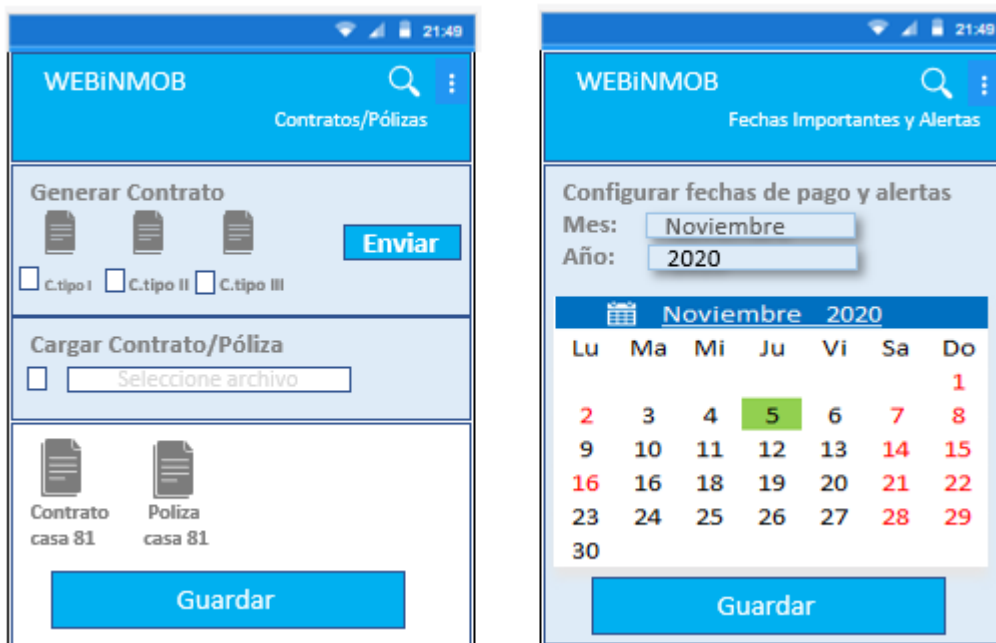 21:49
WEBiNMOB
Contratos/Pólizas
Generar Contrato
Enviar
C.tipo I C.tipo II C.tipo III
Cargar Contrato/Póliza
Seleccione archivo
Contrato casa 81
Poliza casa 81
Guardar
21:49
WEBiNMOB
Fechas Importantes y Alertas
Configurar fechas de pago y alertas
Mes: Noviembre
Año: 2020
Noviembre 2020
Lu Ma Mi Ju Vi Sa Do
1
2 3 4 5 6 7 8
9 10 11 12 13 14 15
16 16 18 19 20 21 22
23 24 25 26 27 28 29
30
Guardar